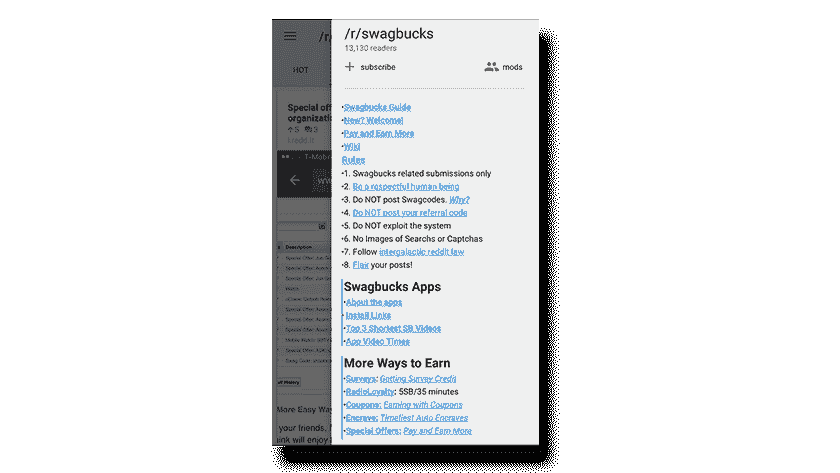 /r/swagbucks
13,130 readers
+ subscribe
mods
•Swagbucks Guide
•New? Welcome!
•Pay and Earn More
•Wiki
Rules
•1. Swagbucks related submissions only
•2. Be a respectful human being
•3. Do NOT post Swagcodes. Why?
•4. Do NOT post your referral code
•5. Do NOT exploit the system
•6. No Images of Searchs or Captchas
•7. Follow intergalactic reddit law
•8. Flair your posts!
Swagbucks Apps
•About the apps
•Install Links
•Top 3 Shortest SB Videos
•App Video Times
More Ways to Earn
•Surveys: Getting Survey Credit
•RadioLoyalty: 5SB/35 minutes
•Coupons: Earning with Coupons
•Encrave: Timeliest Auto Encraves
•Special Offers: Pay and Earn More
/r/
HOT
Special off
organizatio
T-Mob
Description
More Easy Way
your friends.
ink will enjoy